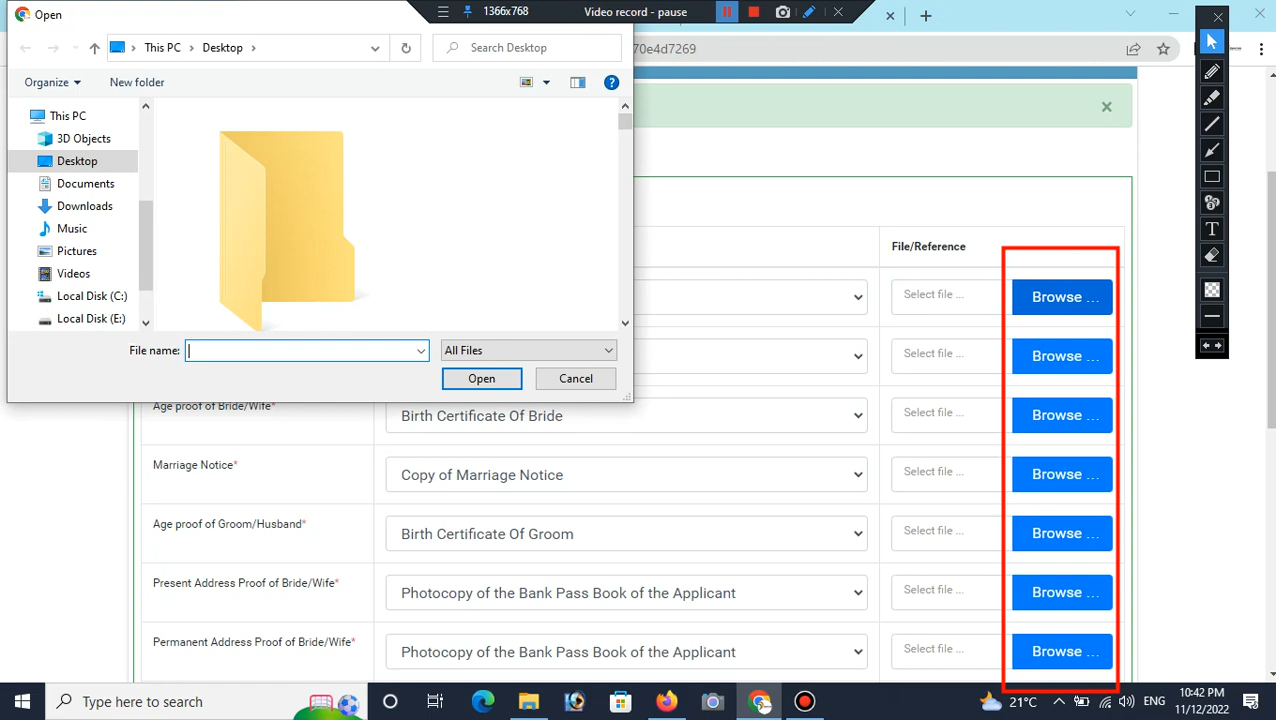 Open
1366x768
Video record - pause
This PC
Desktop
Search Desktop
70e4d7269
Organize
New folder
This PC
3D Objects
Desktop
Documents
Downloads
Music
Pictures
Videos
Local Disk (C:)
Local Disk (E:)
File name:
All Files
Open
Cancel
File/Reference
Select file ...
Browse ...
Select file ...
Browse ...
Age proof of Bride/Wife*
Birth Certificate Of Bride
Select file ...
Browse ...
Marriage Notice*
Copy of Marriage Notice
Select file ...
Browse ...
Age proof of Groom/Husband*
Birth Certificate Of Groom
Select file ...
Browse ...
Present Address Proof of Bride/Wife*
Photocopy of the Bank Pass Book of the Applicant
Select file ...
Browse ...
Permanent Address Proof of Bride/Wife*
Photocopy of the Bank Pass Book of the Applicant
Select file ...
Browse ...
Type here to search
21°C
ENG
10:42 PM
11/12/2022